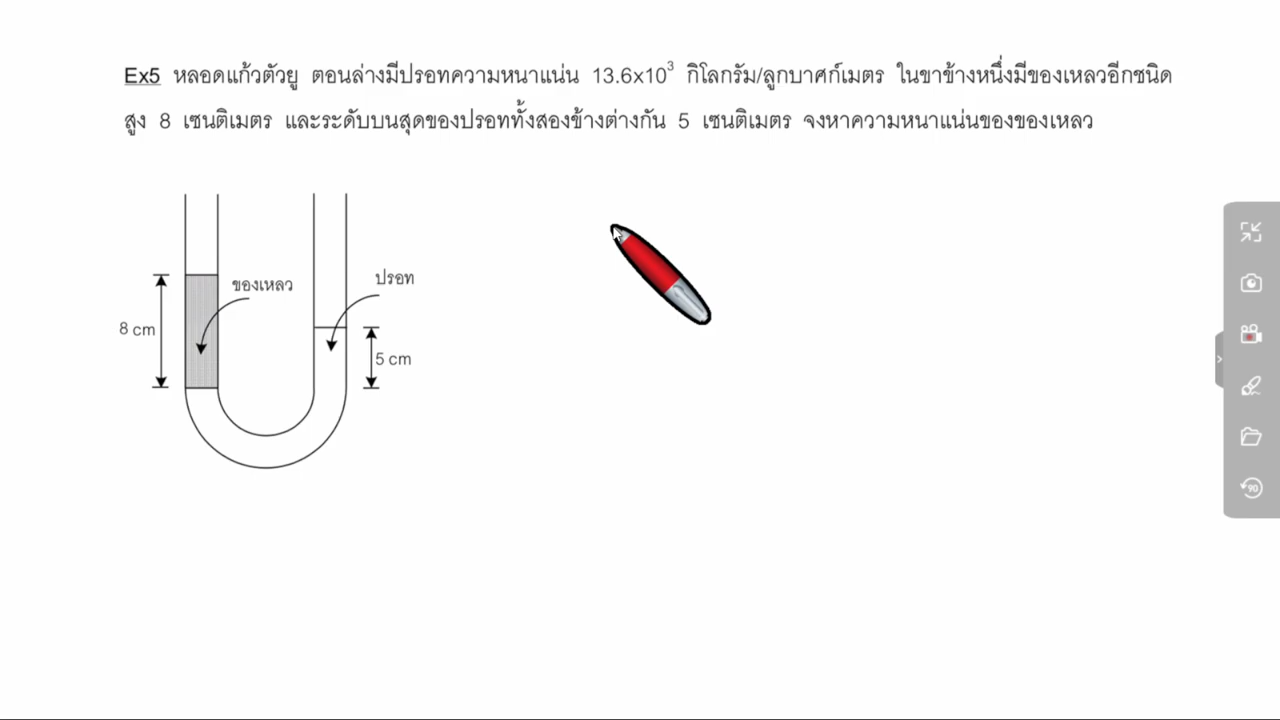 Ex5 หลอดแก้วตัวยู ตอนล่างมีปรอทความหนาแน่น 13.6x10³ กิโลกรัม/ลูกบาศก์เมตร ในขาข้างหนึ่งมีของเหลวอีกชนิด
สูง 8 เซนติเมตร และระดับบนสุดของปรอททั้งสองข้างต่างกัน 5 เซนติเมตร จงหาความหนาแน่นของของเหลว
ของเหลว
ปรอท
8 cm
5 cm
90